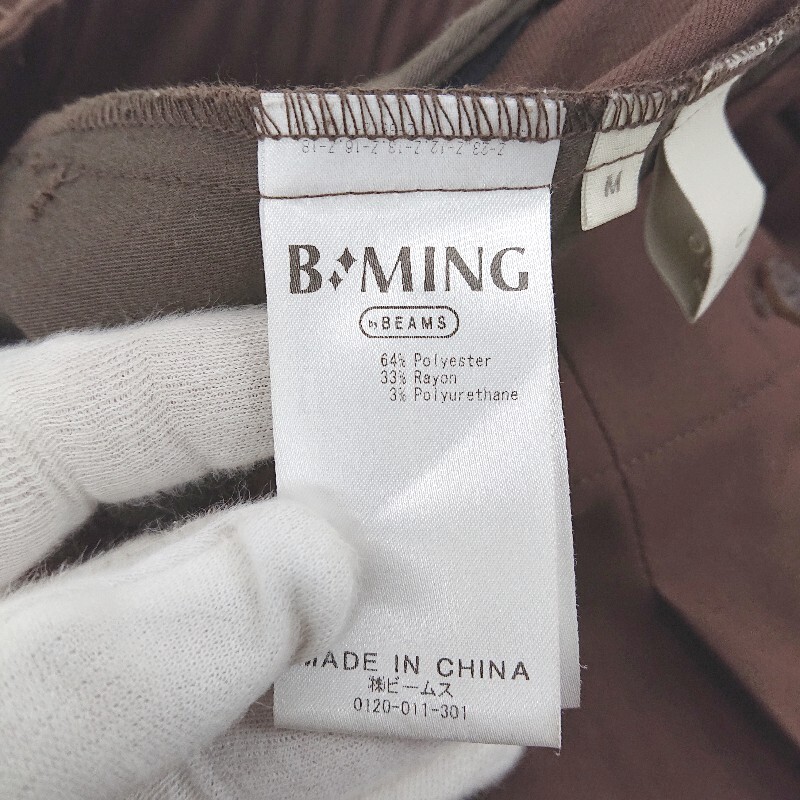 B MING
by BEAMS
64% Polyester
33% Rayon
3% Polyurethane
MADE IN CHINA
㈱ビームス
0120-011-301
M